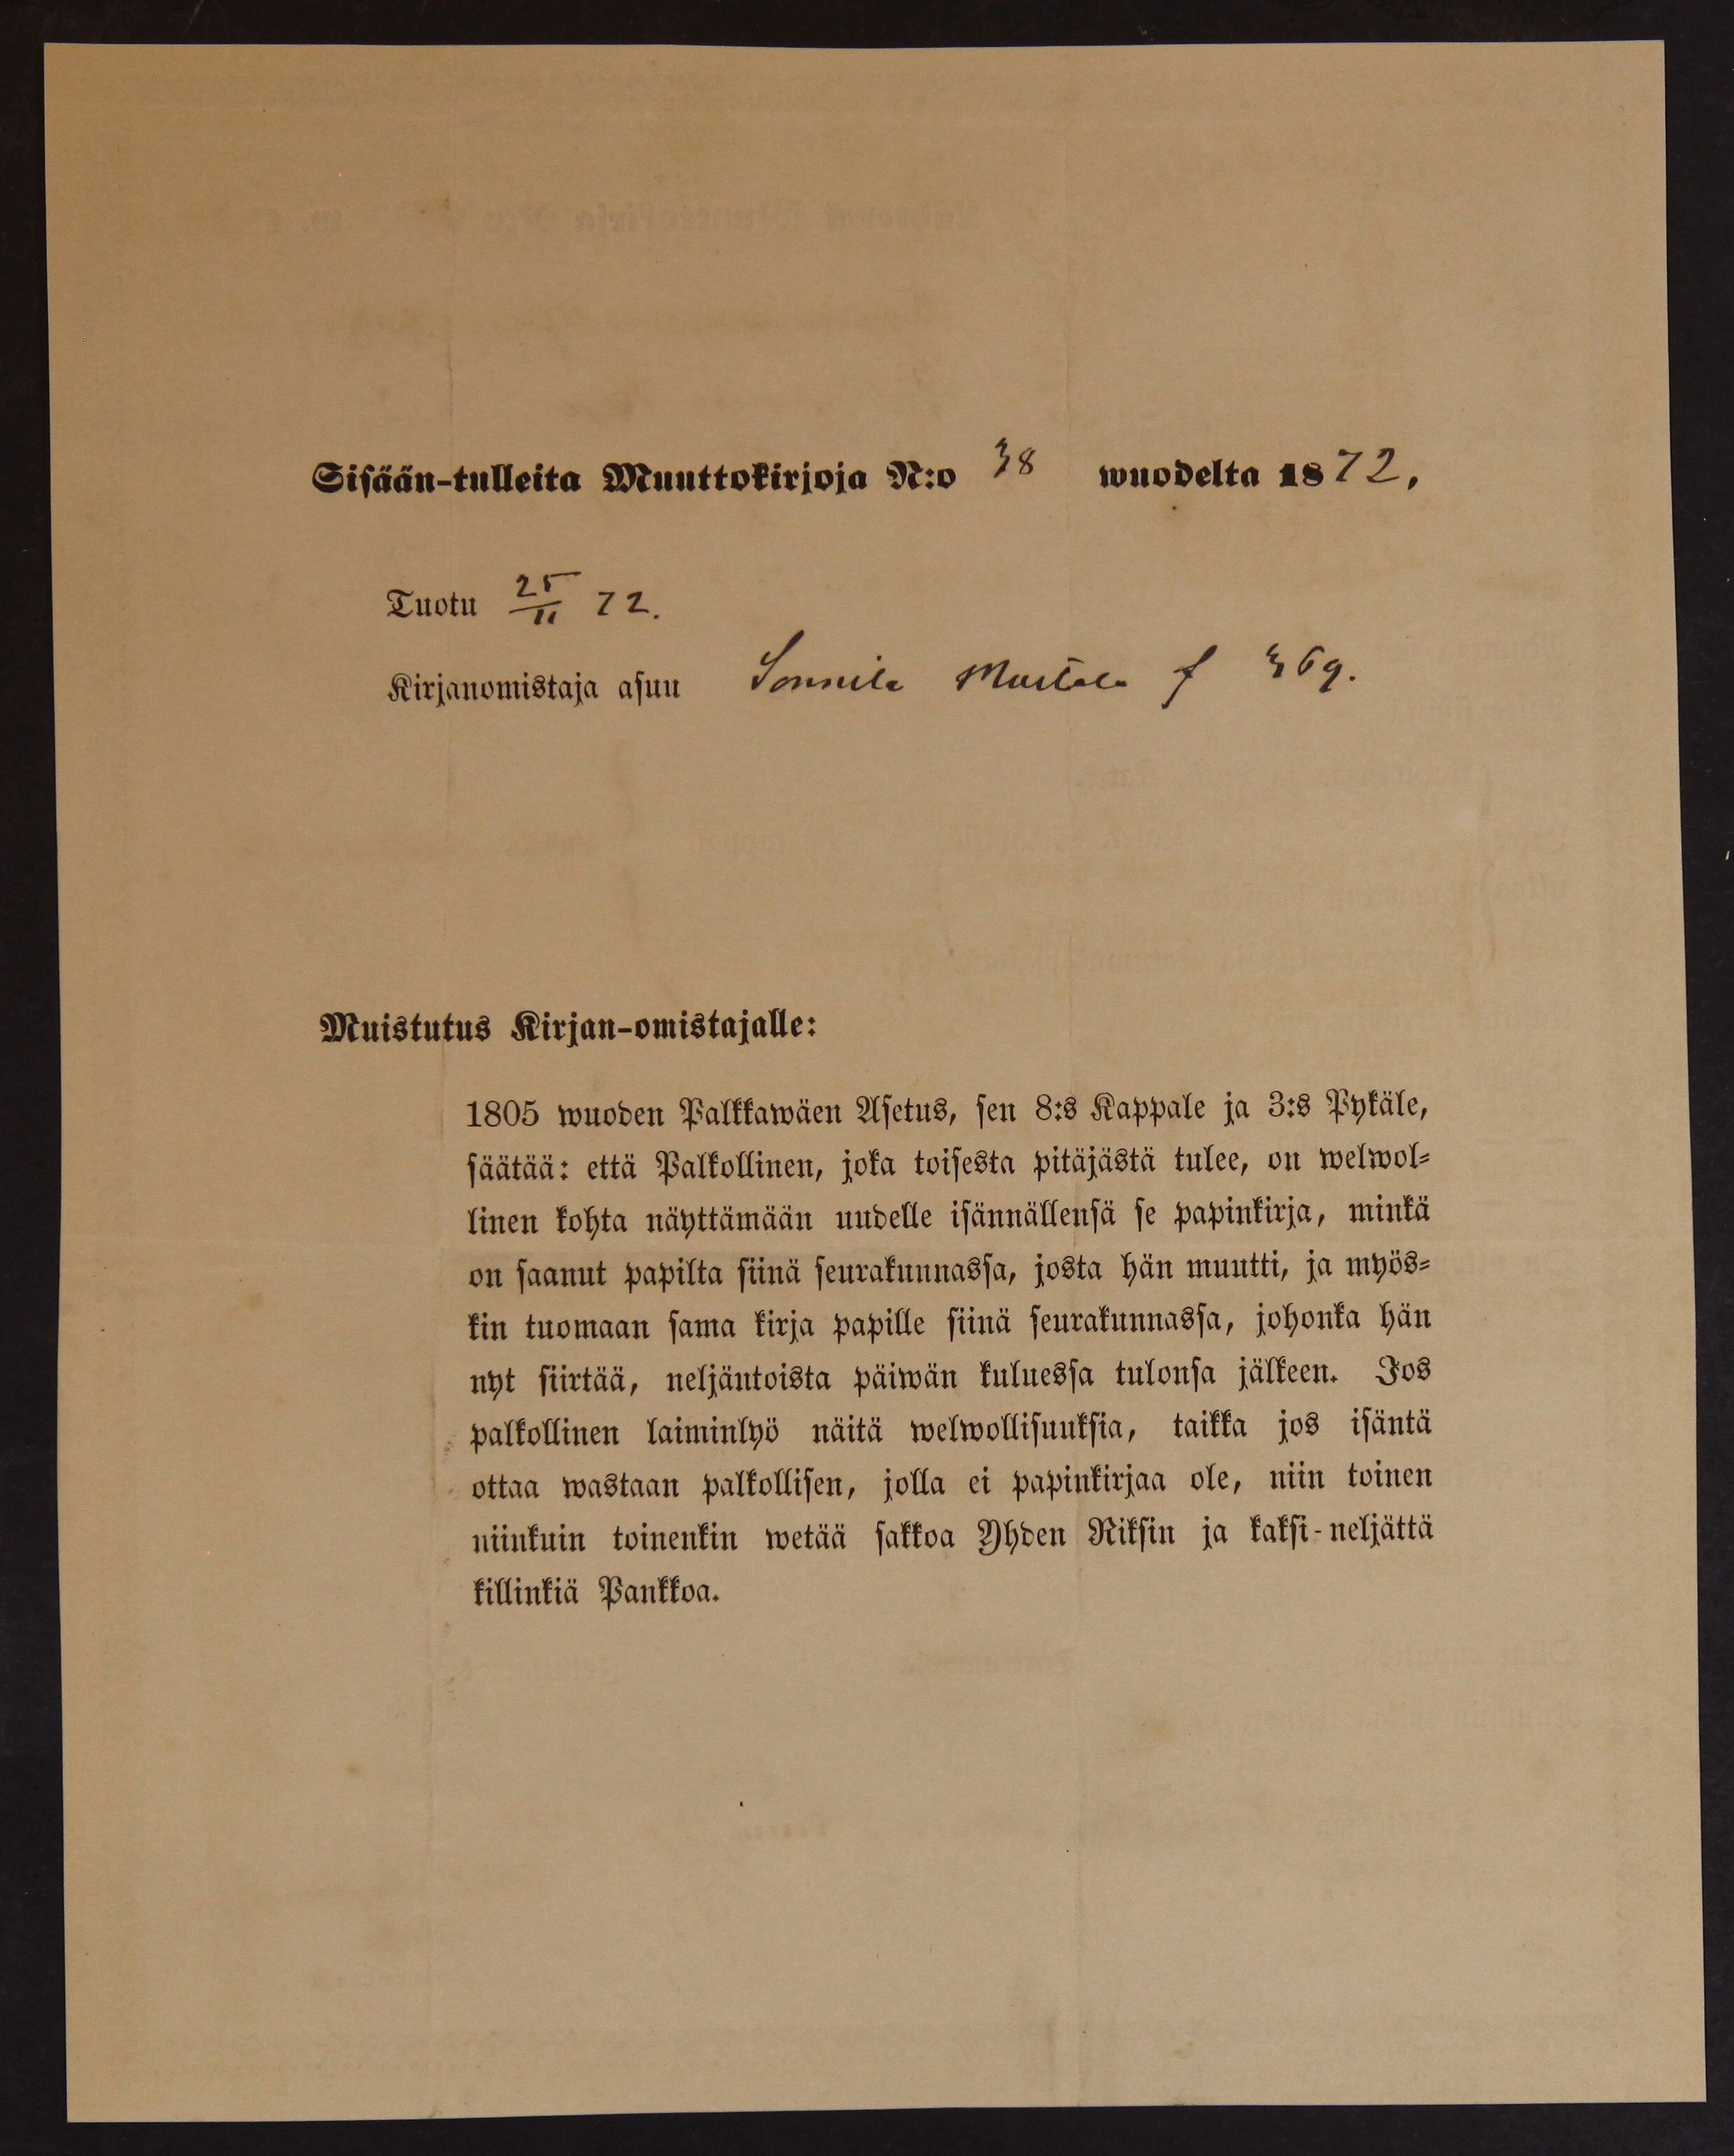 Sisään-tulleita Muuttokirjoja N:o 38 wuodelta 1872,
Tuotu 25/11 72.
Kirjanomistaja asuu Sonnila Mustala f 369.
Muistutus Kirjan-omistajalle:
1805 wuoden Palkkawäen Asetus, sen 8:s Kappale ja 3:s Pykäle,
säätää: että Palkollinen, joka toisesta pitäjästä tulee, on welwol-
linen kohta näyttämään uudelle isännällensä se papinkirja, minkä
on saanut papilta siinä seurakunnassa, josta hän muutti, ja myös-
kin tuomaan sama kirja papille siinä seurakunnassa, johonka hän
nyt siirtää, neljäntoista päiwän kuluessa tulonsa jälkeen. Jos
palkollinen laiminlyö näitä welwollisuuksia, taikka jos isäntä
ottaa wastaan palkollisen, jolla ei papinkirjaa ole, niin toinen
niinkuin toinenkin wetää sakkoa Yhden Riksin ja kaksi-neljättä
killinkiä Pankkoa.